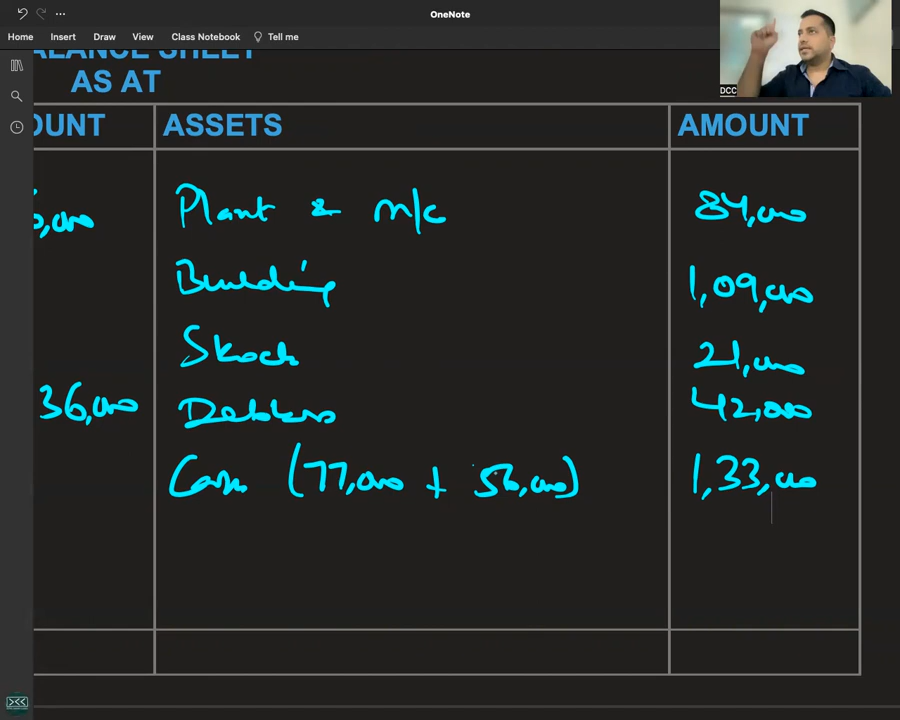 OneNote
Home Insert Draw View Class Notebook Tell me
BALANCE SHEET
AS AT
OUNT ASSETS AMOUNT
Plant & m/c 84,000
Building 1,09,000
Stock 21,000
36,000 Debtors 42,000
Cash (77,000 + 56,000) 1,33,000
DCC